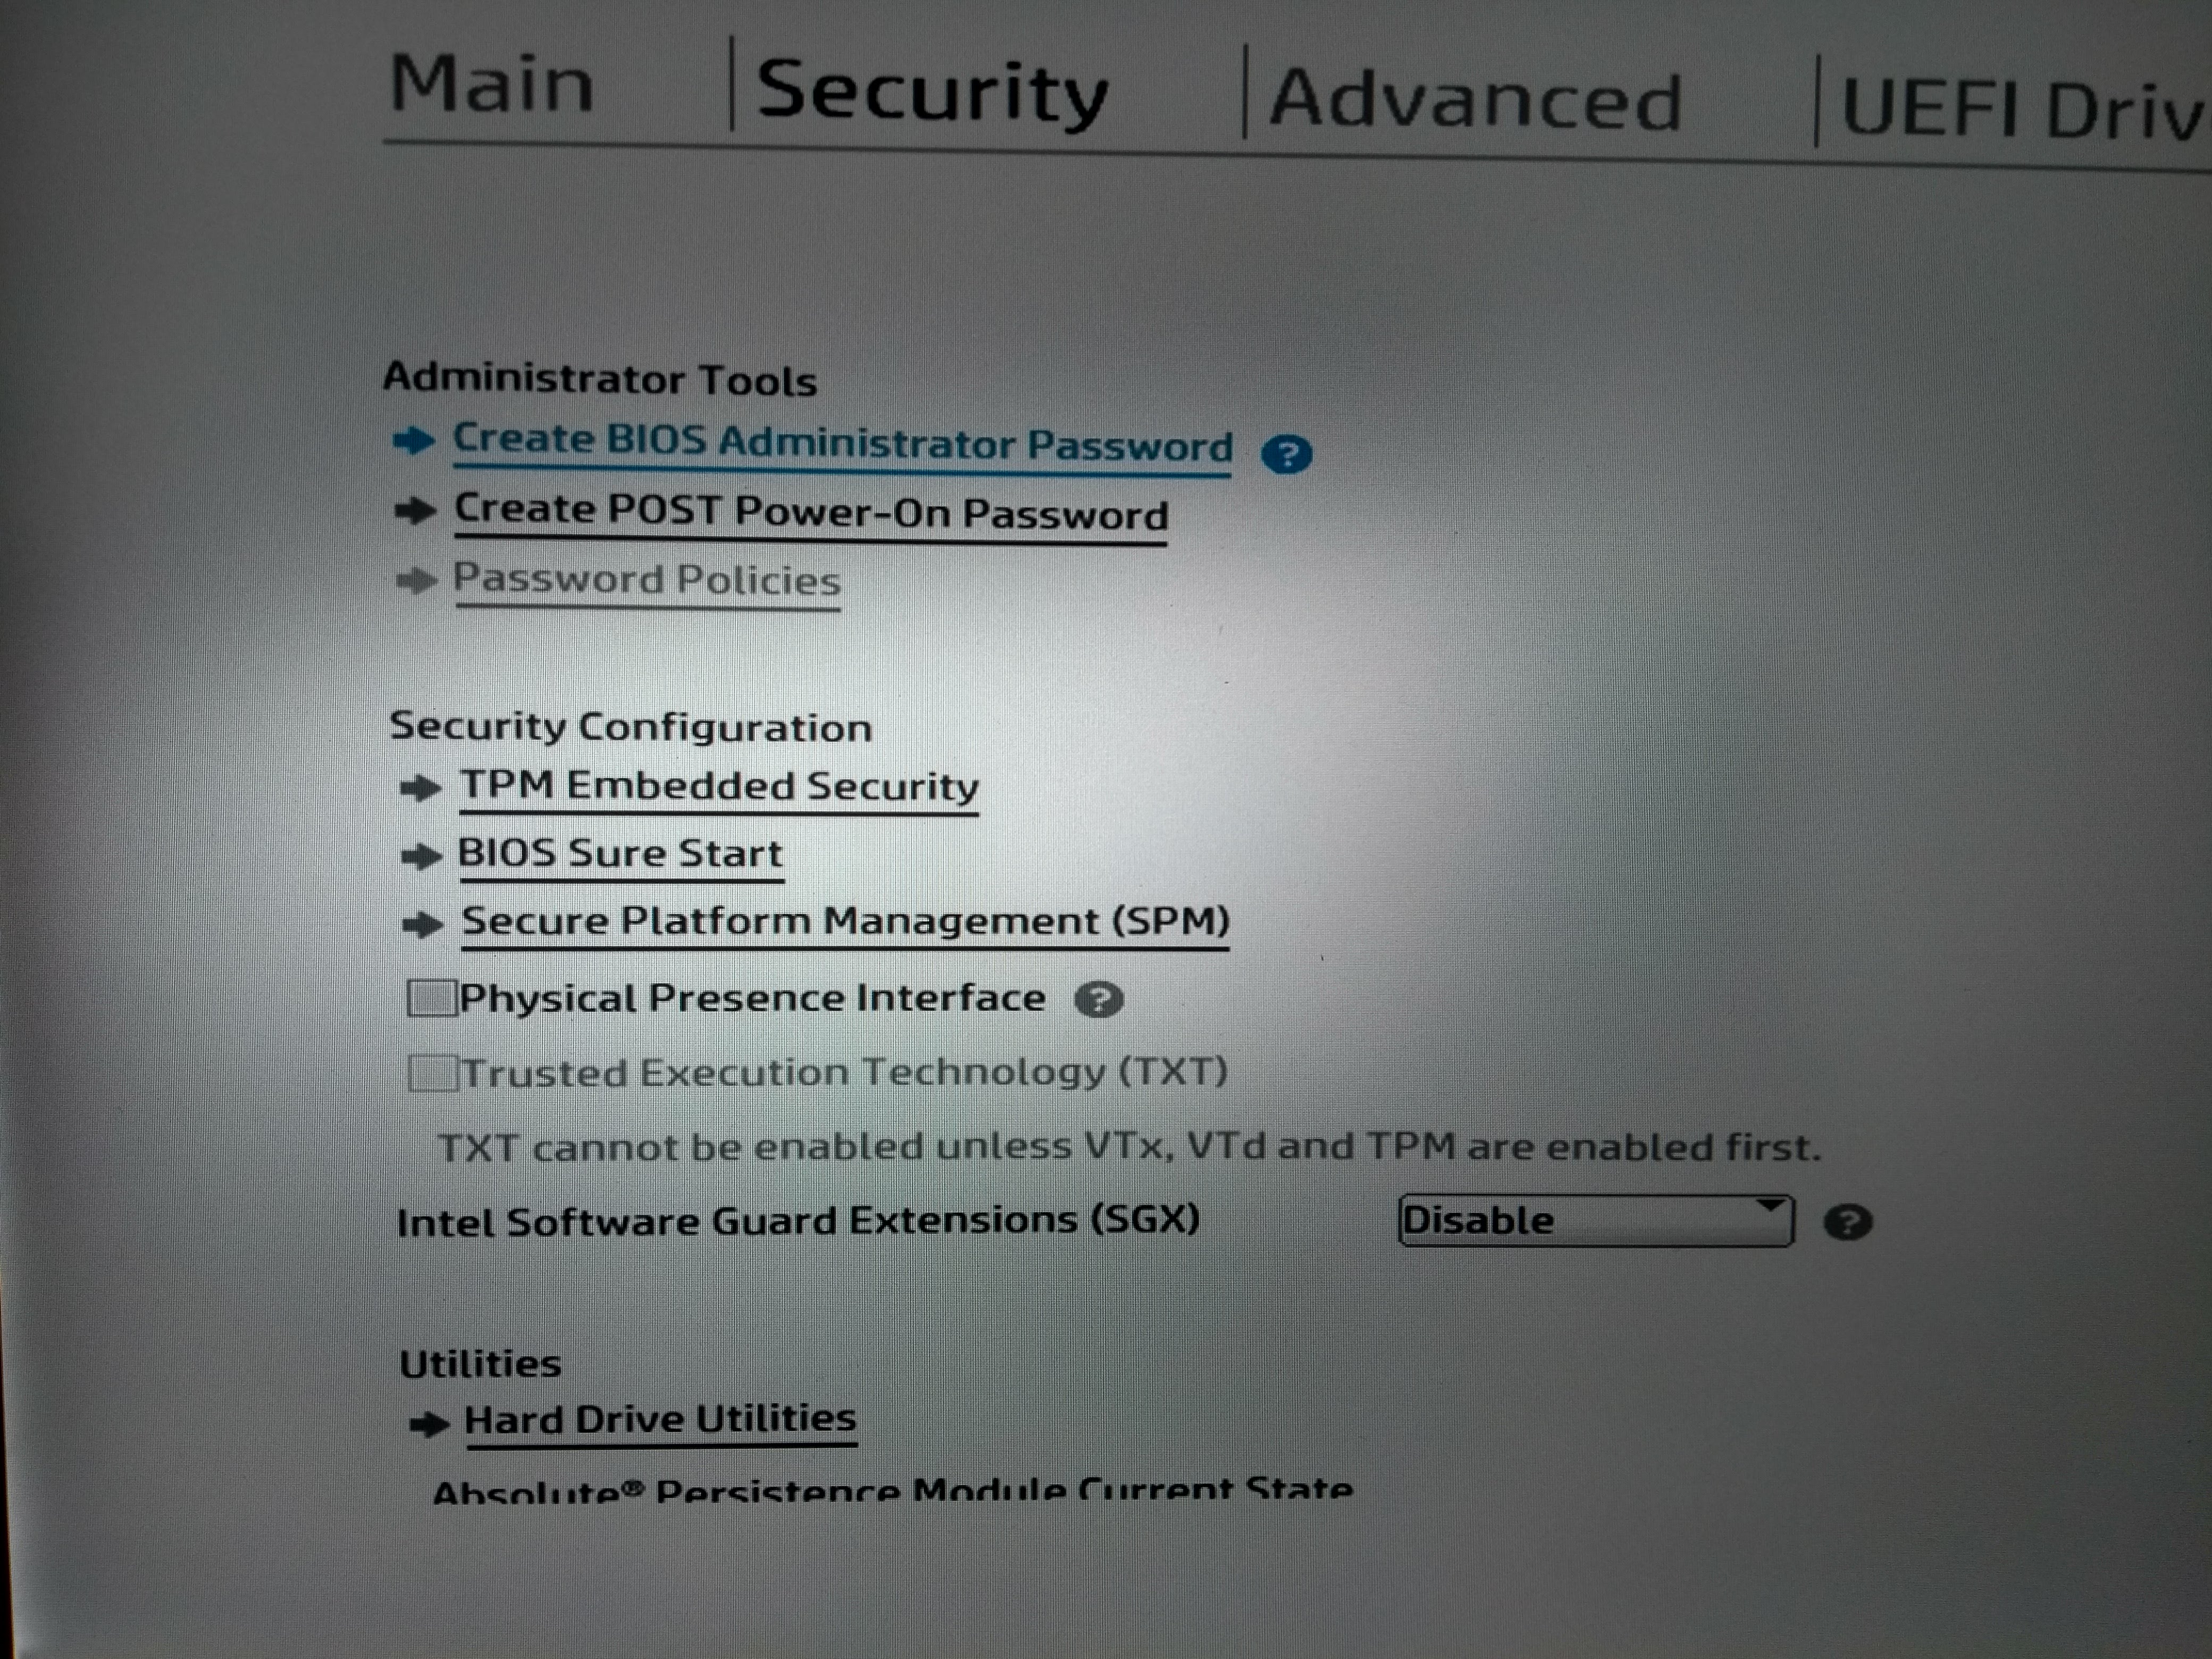 Main
Security
Advanced
UEFI Driv
Administrator Tools
Create BIOS Administrator Password ?
Create POST Power-On Password
Password Policies
Security Configuration
TPM Embedded Security
BIOS Sure Start
Secure Platform Management (SPM)
Physical Presence Interface ?
Trusted Execution Technology (TXT)
TXT cannot be enabled unless VTx, VTd and TPM are enabled first.
Intel Software Guard Extensions (SGX) Disable ?
Utilities
Hard Drive Utilities
Absolute® Persistence Module Current State